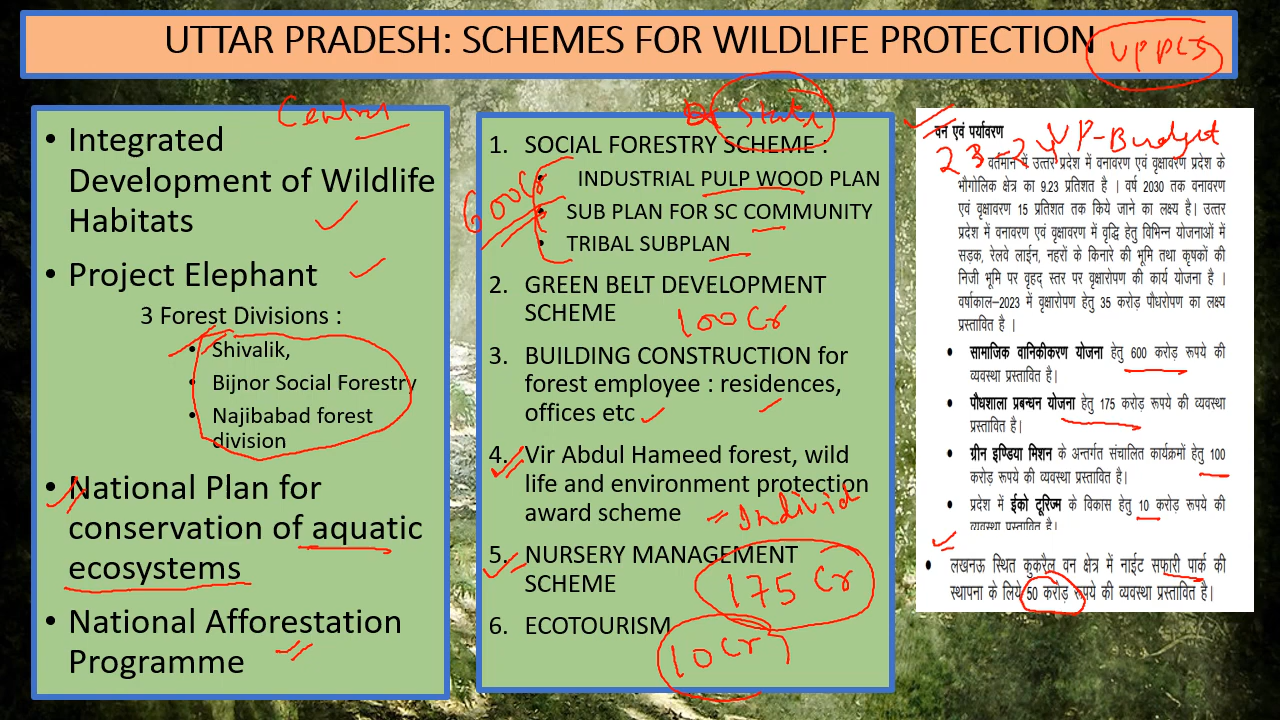 UTTAR PRADESH: SCHEMES FOR WILDLIFE PROTECTION
UPPCS
Central
• Integrated
Development of Wildlife
Habitats
• Project Elephant
3 Forest Divisions :
• Shivalik,
• Bijnor Social Forestry
• Najibabad forest
division
• National Plan for
conservation of aquatic
ecosystems
• National Afforestation
Programme
State
1. SOCIAL FORESTRY SCHEME :
• INDUSTRIAL PULP WOOD PLAN
• SUB PLAN FOR SC COMMUNITY
• TRIBAL SUBPLAN
600Cr
2. GREEN BELT DEVELOPMENT
SCHEME
100Cr
3. BUILDING CONSTRUCTION for
forest employee : residences,
offices etc
4. Vir Abdul Hameed forest, wild
life and environment protection
award scheme
= Individ
5. NURSERY MANAGEMENT
SCHEME
175 Cr
6. ECOTOURISM
10Cr
वन एवं पर्यावरण
23-24 UP-Budget
वर्तमान में उत्तर प्रदेश में वनावरण एवं वृक्षावरण प्रदेश के
भौगोलिक क्षेत्र का 9.23 प्रतिशत है । वर्ष 2030 तक वनावरण
एवं वृक्षावरण 15 प्रतिशत तक किये जाने का लक्ष्य है। उत्तर
प्रदेश में वनावरण एवं वृक्षावरण में वृद्धि हेतु विभिन्न योजनाओं में
सड़क, रेलवे लाईन, नहरों के किनारे की भूमि तथा कृषकों की
निजी भूमि पर वृहद् स्तर पर वृक्षारोपण की कार्य योजना है ।
वर्षाकाल–2023 में वृक्षारोपण हेतु 35 करोड़ पौधरोपण का लक्ष्य
प्रस्तावित है ।
• सामाजिक वानिकीकरण योजना हेतु 600 करोड़ रूपये की
व्यवस्था प्रस्तावित है।
• पौधशाला प्रबन्धन योजना हेतु 175 करोड़ रूपये की व्यवस्था
प्रस्तावित है।
• ग्रीन इण्डिया मिशन के अन्तर्गत संचालित कार्यक्रमों हेतु 100
करोड़ रूपये की व्यवस्था प्रस्तावित है।
• प्रदेश में ईको टूरिज्म के विकास हेतु 10 करोड़ रूपये की
व्यवस्था प्रस्तावित है।
• लखनऊ स्थित कुकरैल वन क्षेत्र में नाईट सफारी पार्क की
स्थापना के लिये 50 करोड़ रूपये की व्यवस्था प्रस्तावित है।